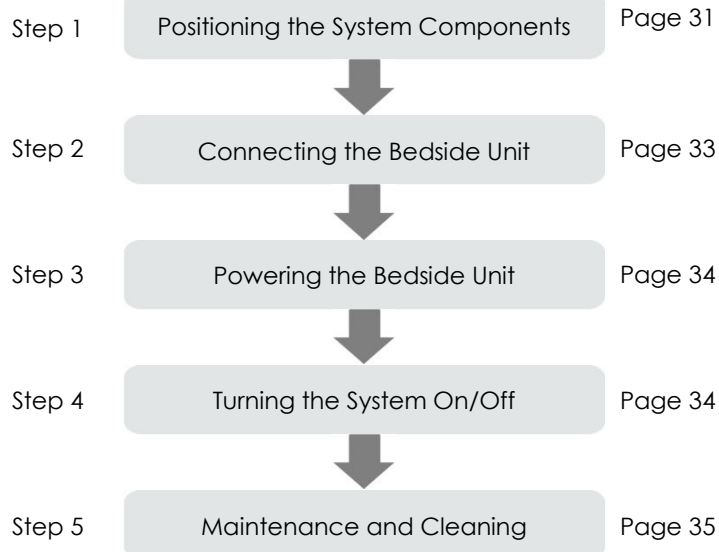 Step 1 Positioning the System Components Page 31
Step 2 Connecting the Bedside Unit Page 33
Step 3 Powering the Bedside Unit Page 34
Step 4 Turning the System On/Off Page 34
Step 5 Maintenance and Cleaning Page 35